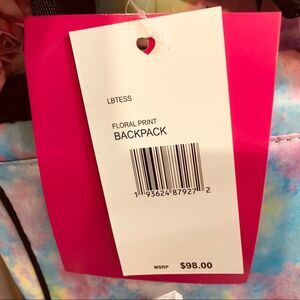 LBTESS
FLORAL PRINT
BACKPACK
1 93624 87927 2
MSRP $98.00